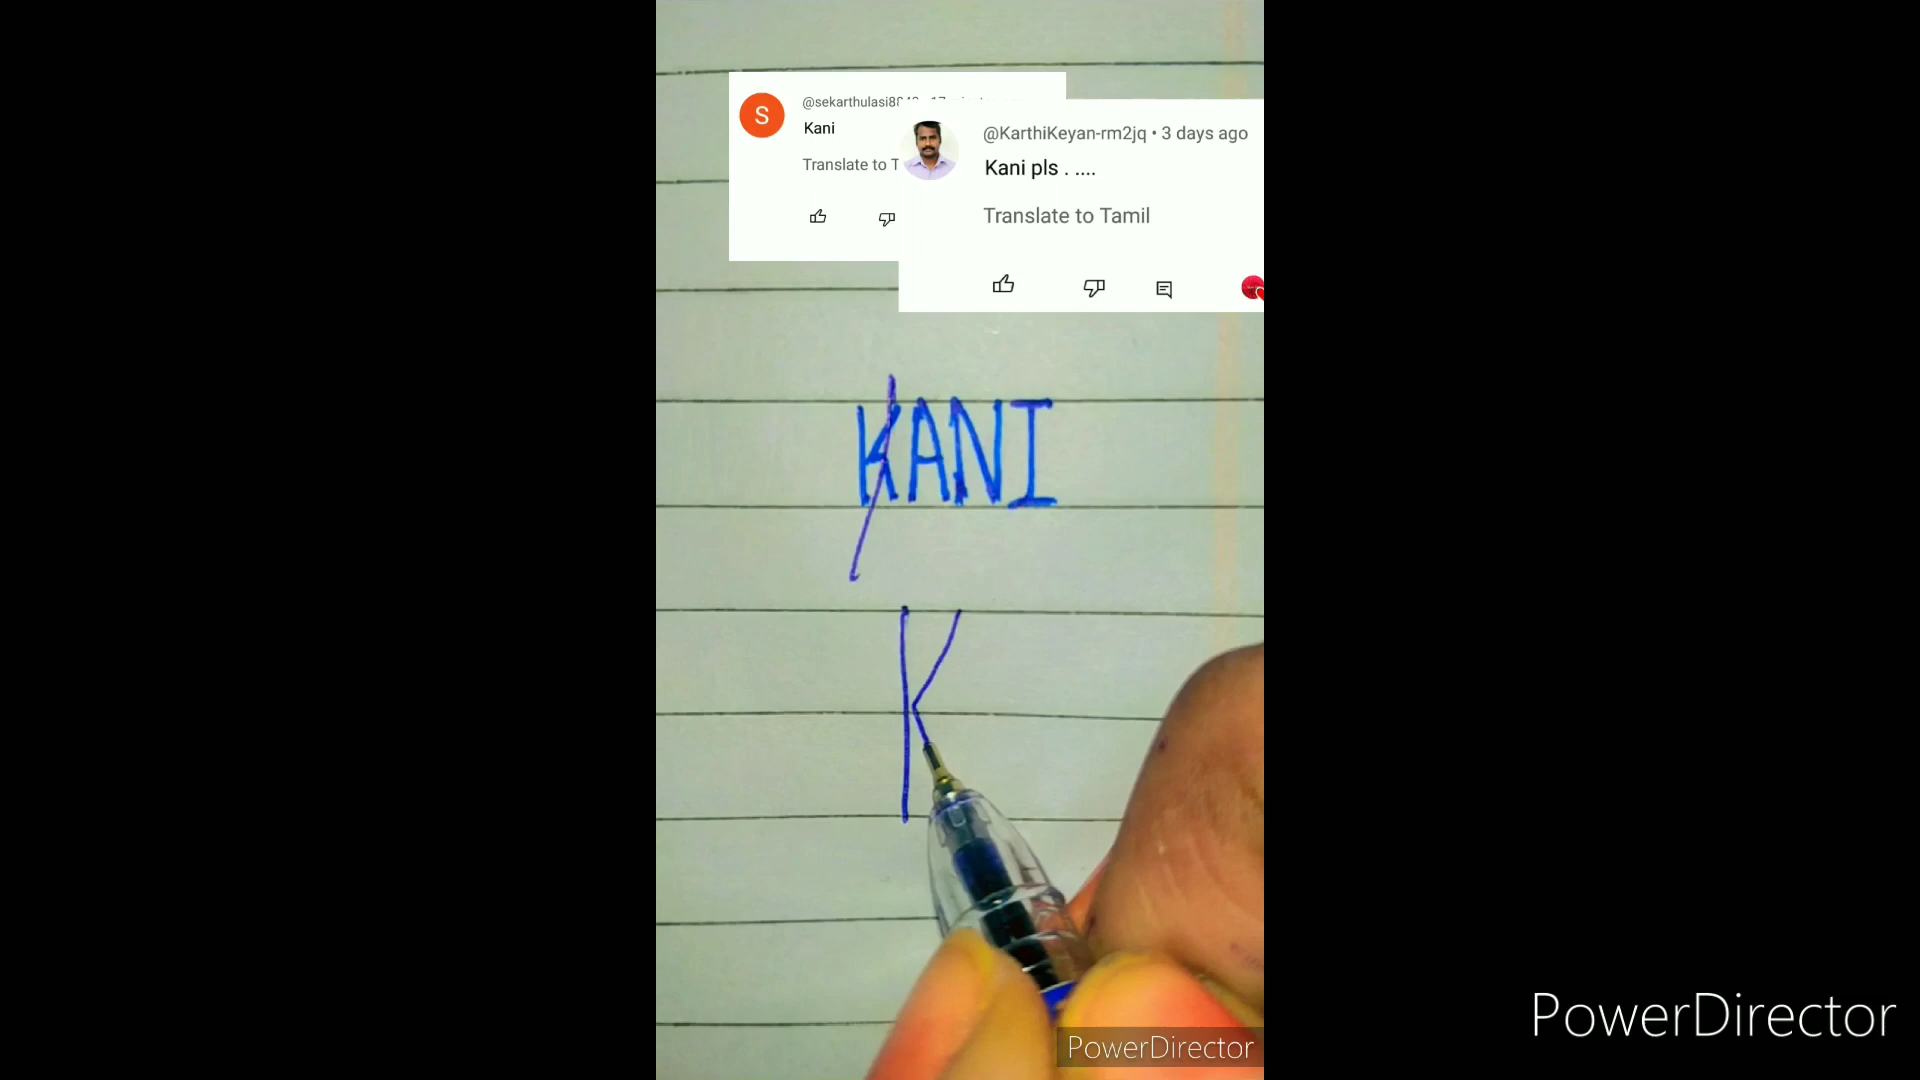 S
@sekarthulasi8
Kani
Translate to T
@KarthiKeyan-rm2jq • 3 days ago
Kani pls . ....
Translate to Tamil
KANI
K
PowerDirector
PowerDirector